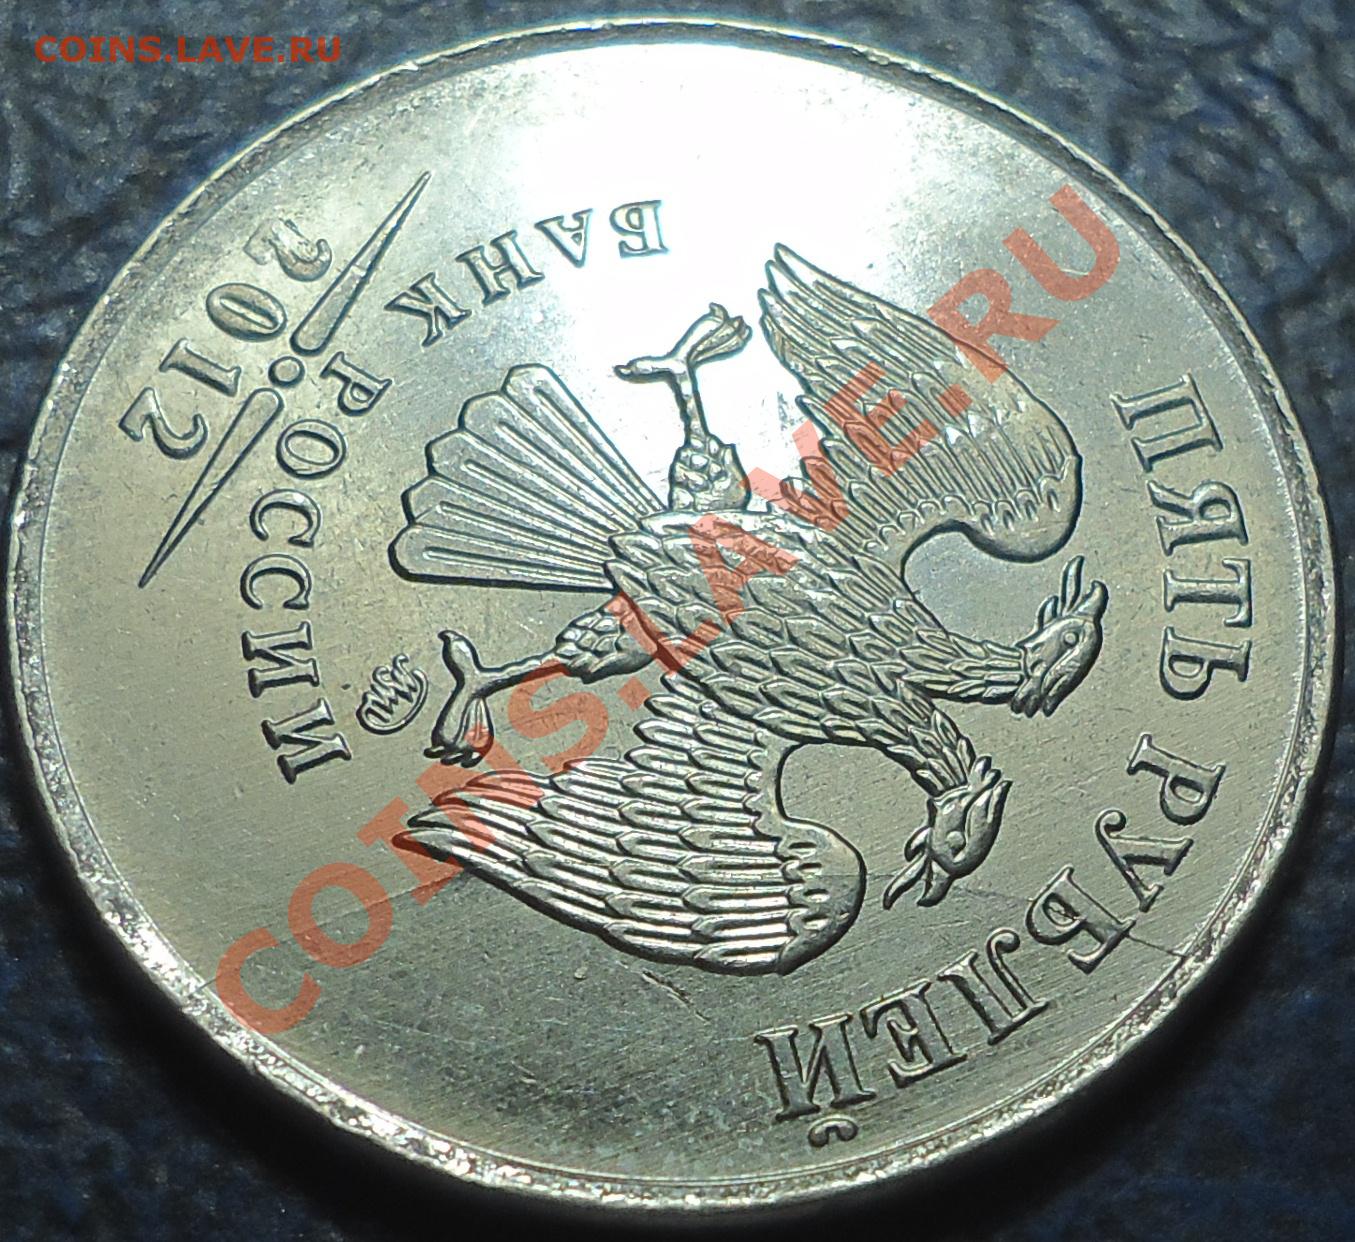 COINS.LAVE.RU
ПЯТЬ РУБЛЕЙ
БАНК РОССИИ
2012
COINS.LAVE.RU